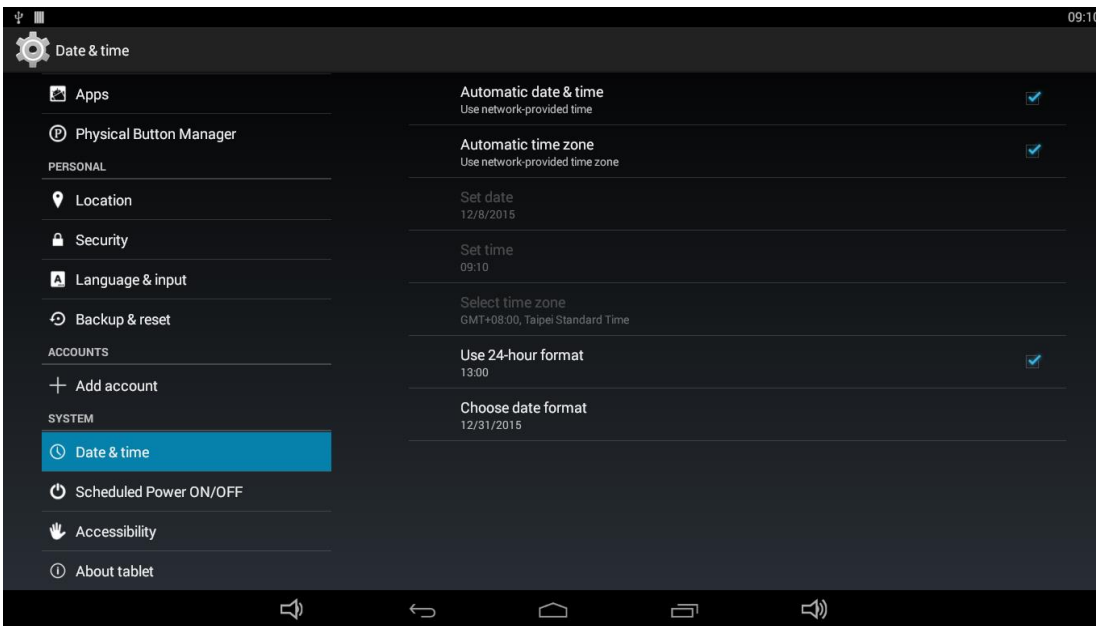 09:10
Date & time
Apps
Physical Button Manager
PERSONAL
Location
Security
Language & input
Backup & reset
ACCOUNTS
Add account
SYSTEM
Date & time
Scheduled Power ON/OFF
Accessibility
About tablet
Automatic date & time
Use network-provided time
Automatic time zone
Use network-provided time zone
Set date
12/8/2015
Set time
09:10
Select time zone
GMT+08:00, Taipei Standard Time
Use 24-hour format
13:00
Choose date format
12/31/2015